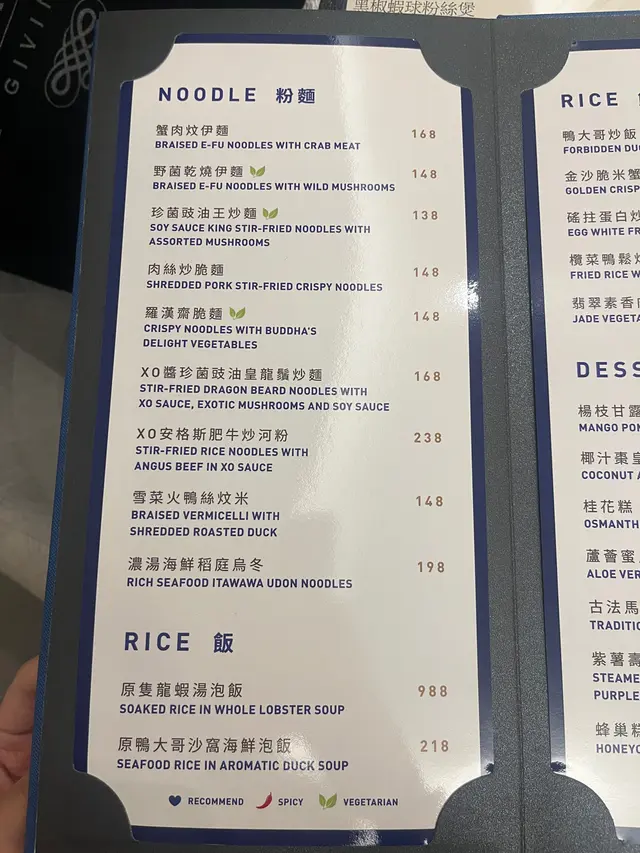 黑椒蝦球粉絲煲
GIVI
NOODLE 粉麵
蟹肉炆伊麵 168
BRAISED E-FU NOODLES WITH CRAB MEAT
野菌乾燒伊麵 148
BRAISED E-FU NOODLES WITH WILD MUSHROOMS
珍菌豉油王炒麵 138
SOY SAUCE KING STIR-FRIED NOODLES WITH
ASSORTED MUSHROOMS
肉絲炒脆麵 148
SHREDDED PORK STIR-FRIED CRISPY NOODLES
羅漢齋脆麵 148
CRISPY NOODLES WITH BUDDHA'S
DELIGHT VEGETABLES
XO醬珍菌豉油皇龍鬚炒麵 168
STIR-FRIED DRAGON BEARD NOODLES WITH
XO SAUCE, EXOTIC MUSHROOMS AND SOY SAUCE
XO安格斯肥牛炒河粉 238
STIR-FRIED RICE NOODLES WITH
ANGUS BEEF IN XO SAUCE
雪菜火鴨絲炆米 148
BRAISED VERMICELLI WITH
SHREDDED ROASTED DUCK
濃湯海鮮稻庭烏冬 198
RICH SEAFOOD ITAWAWA UDON NOODLES
RICE 飯
原隻龍蝦湯泡飯 988
SOAKED RICE IN WHOLE LOBSTER SOUP
原鴨大哥沙窩海鮮泡飯 218
SEAFOOD RICE IN AROMATIC DUCK SOUP
RECOMMEND SPICY VEGETARIAN
RICE
鴨大哥炒飯
FORBIDDEN DU
金沙脆米蟹
GOLDEN CRISP
瑤柱蛋白炒
EGG WHITE FR
欖菜鴨鬆炒
FRIED RICE W
翡翠素香
JADE VEGETA
DESS
楊枝甘露
MANGO POM
椰汁棗皇
COCONUT A
桂花糕
OSMANTH
蘆薈蜜
ALOE VER
古法馬
TRADITIO
紫薯壽
STEAME
PURPLE
蜂巢糕
HONEYC